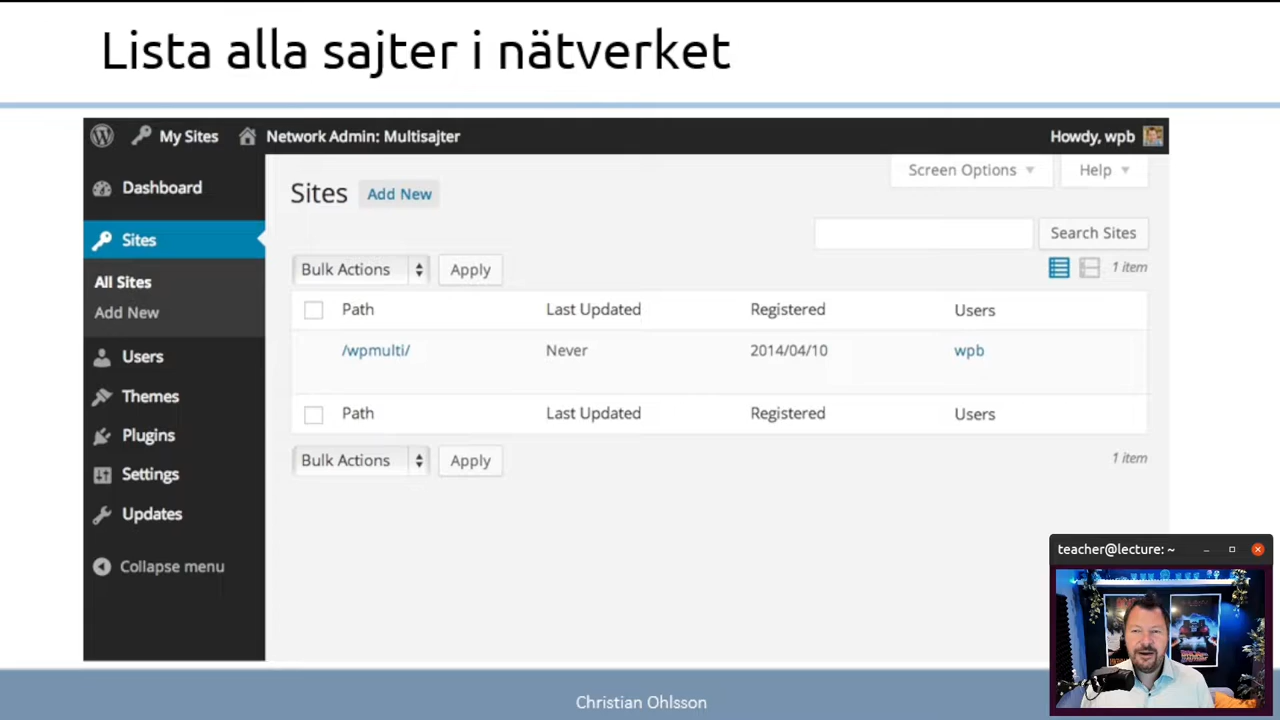 Lista alla sajter i nätverket
My Sites Network Admin: Multisajter Howdy, wpb
Dashboard
Sites
All Sites
Add New
Users
Themes
Plugins
Settings
Updates
Collapse menu
Screen Options Help
Sites Add New
Search Sites
Bulk Actions Apply 1 item
Path Last Updated Registered Users
/wpmulti/ Never 2014/04/10 wpb
Path Last Updated Registered Users
Bulk Actions Apply 1 item
teacher@lecture: ~
Christian Ohlsson